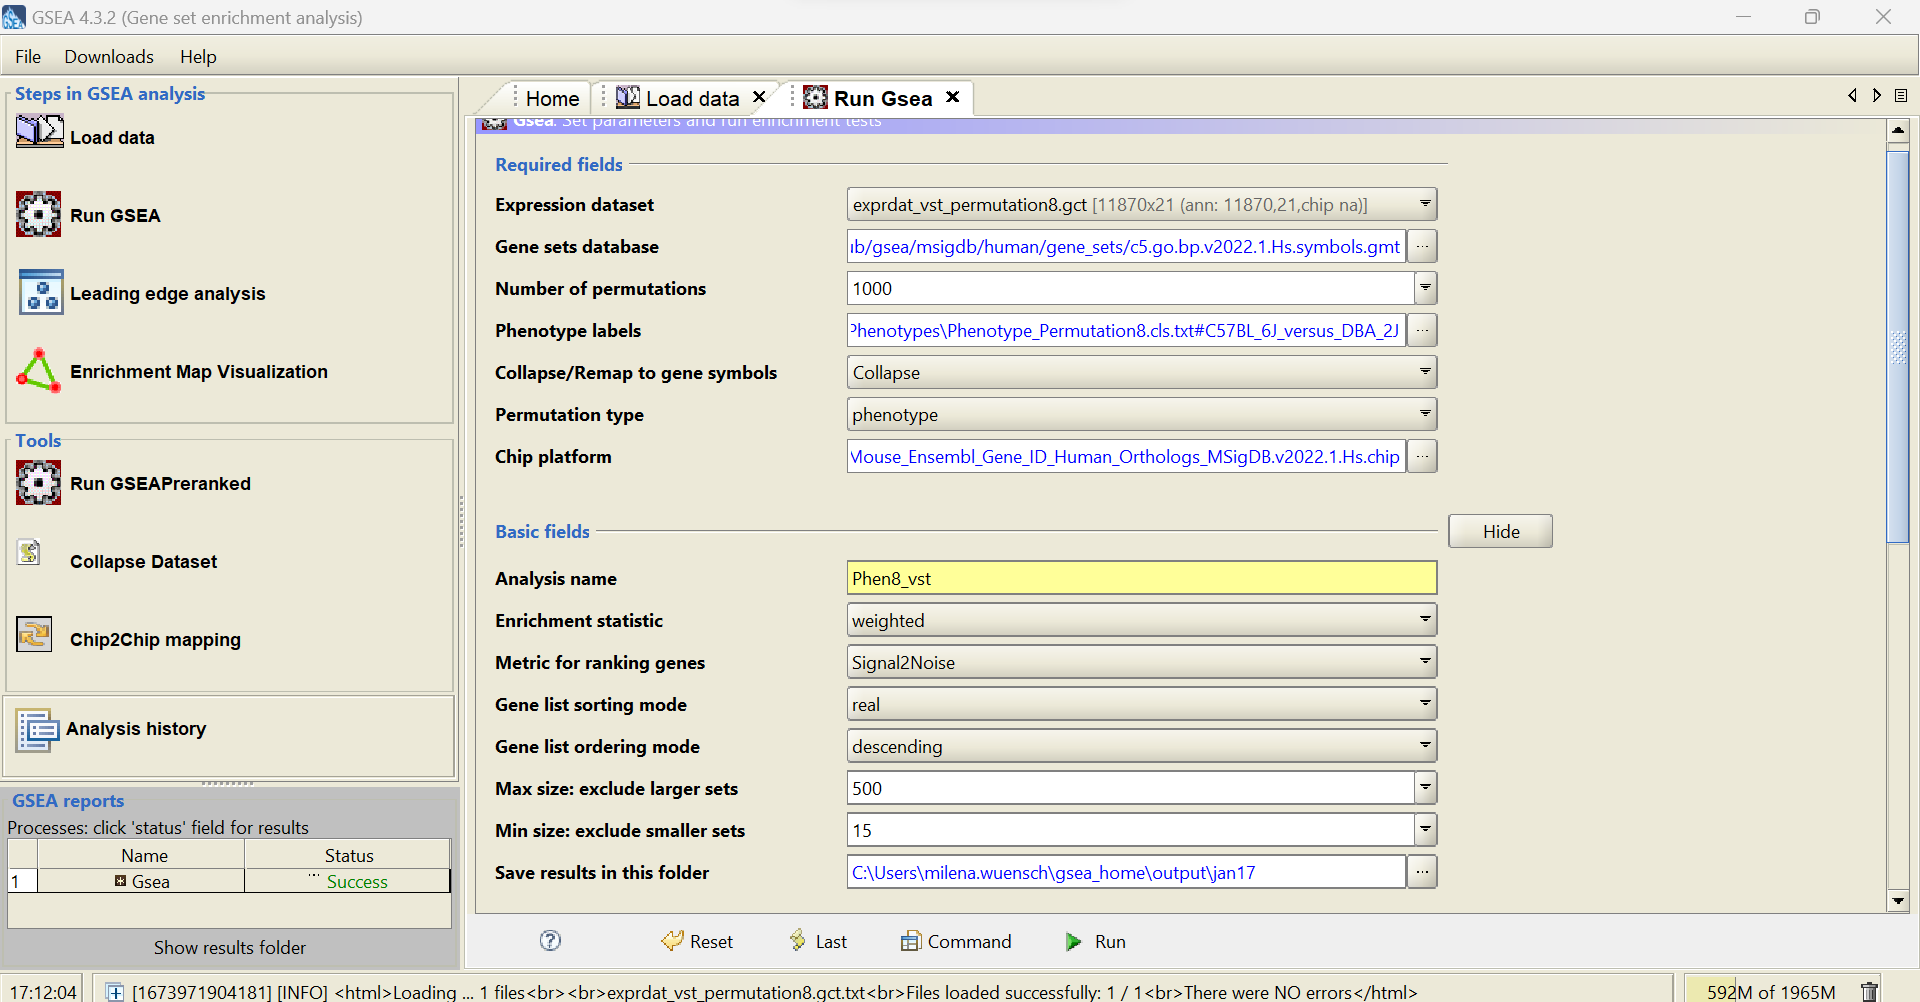 GSEA 4.3.2 (Gene set enrichment analysis)
File Downloads Help
Steps in GSEA analysis
Load data
Run GSEA
Leading edge analysis
Enrichment Map Visualization
Tools
Run GSEAPreranked
Collapse Dataset
Chip2Chip mapping
Analysis history
GSEA reports
Processes: click 'status' field for results
Name Status
1 Gsea Success
Show results folder
Home Load data Run Gsea
Gsea: Set parameters and run enrichment tests
Required fields
Expression dataset exprdat_vst_permutation8.gct [11870x21 (ann: 11870,21,chip na)]
Gene sets database ub/gsea/msigdb/human/gene_sets/c5.go.bp.v2022.1.Hs.symbols.gmt ...
Number of permutations 1000
Phenotype labels Phenotypes\Phenotype_Permutation8.cls.txt#C57BL_6J_versus_DBA_2J ...
Collapse/Remap to gene symbols Collapse
Permutation type phenotype
Chip platform Mouse_Ensembl_Gene_ID_Human_Orthologs_MSigDB.v2022.1.Hs.chip ...
Basic fields Hide
Analysis name Phen8_vst
Enrichment statistic weighted
Metric for ranking genes Signal2Noise
Gene list sorting mode real
Gene list ordering mode descending
Max size: exclude larger sets 500
Min size: exclude smaller sets 15
Save results in this folder C:\Users\milena.wuensch\gsea_home\output\jan17 ...
? Reset Last Command Run
17:12:04 [1673971904181] [INFO] <html>Loading ... 1 files<br><br>exprdat_vst_permutation8.gct.txt<br>Files loaded successfully: 1 / 1<br>There were NO errors</html> 592M of 1965M